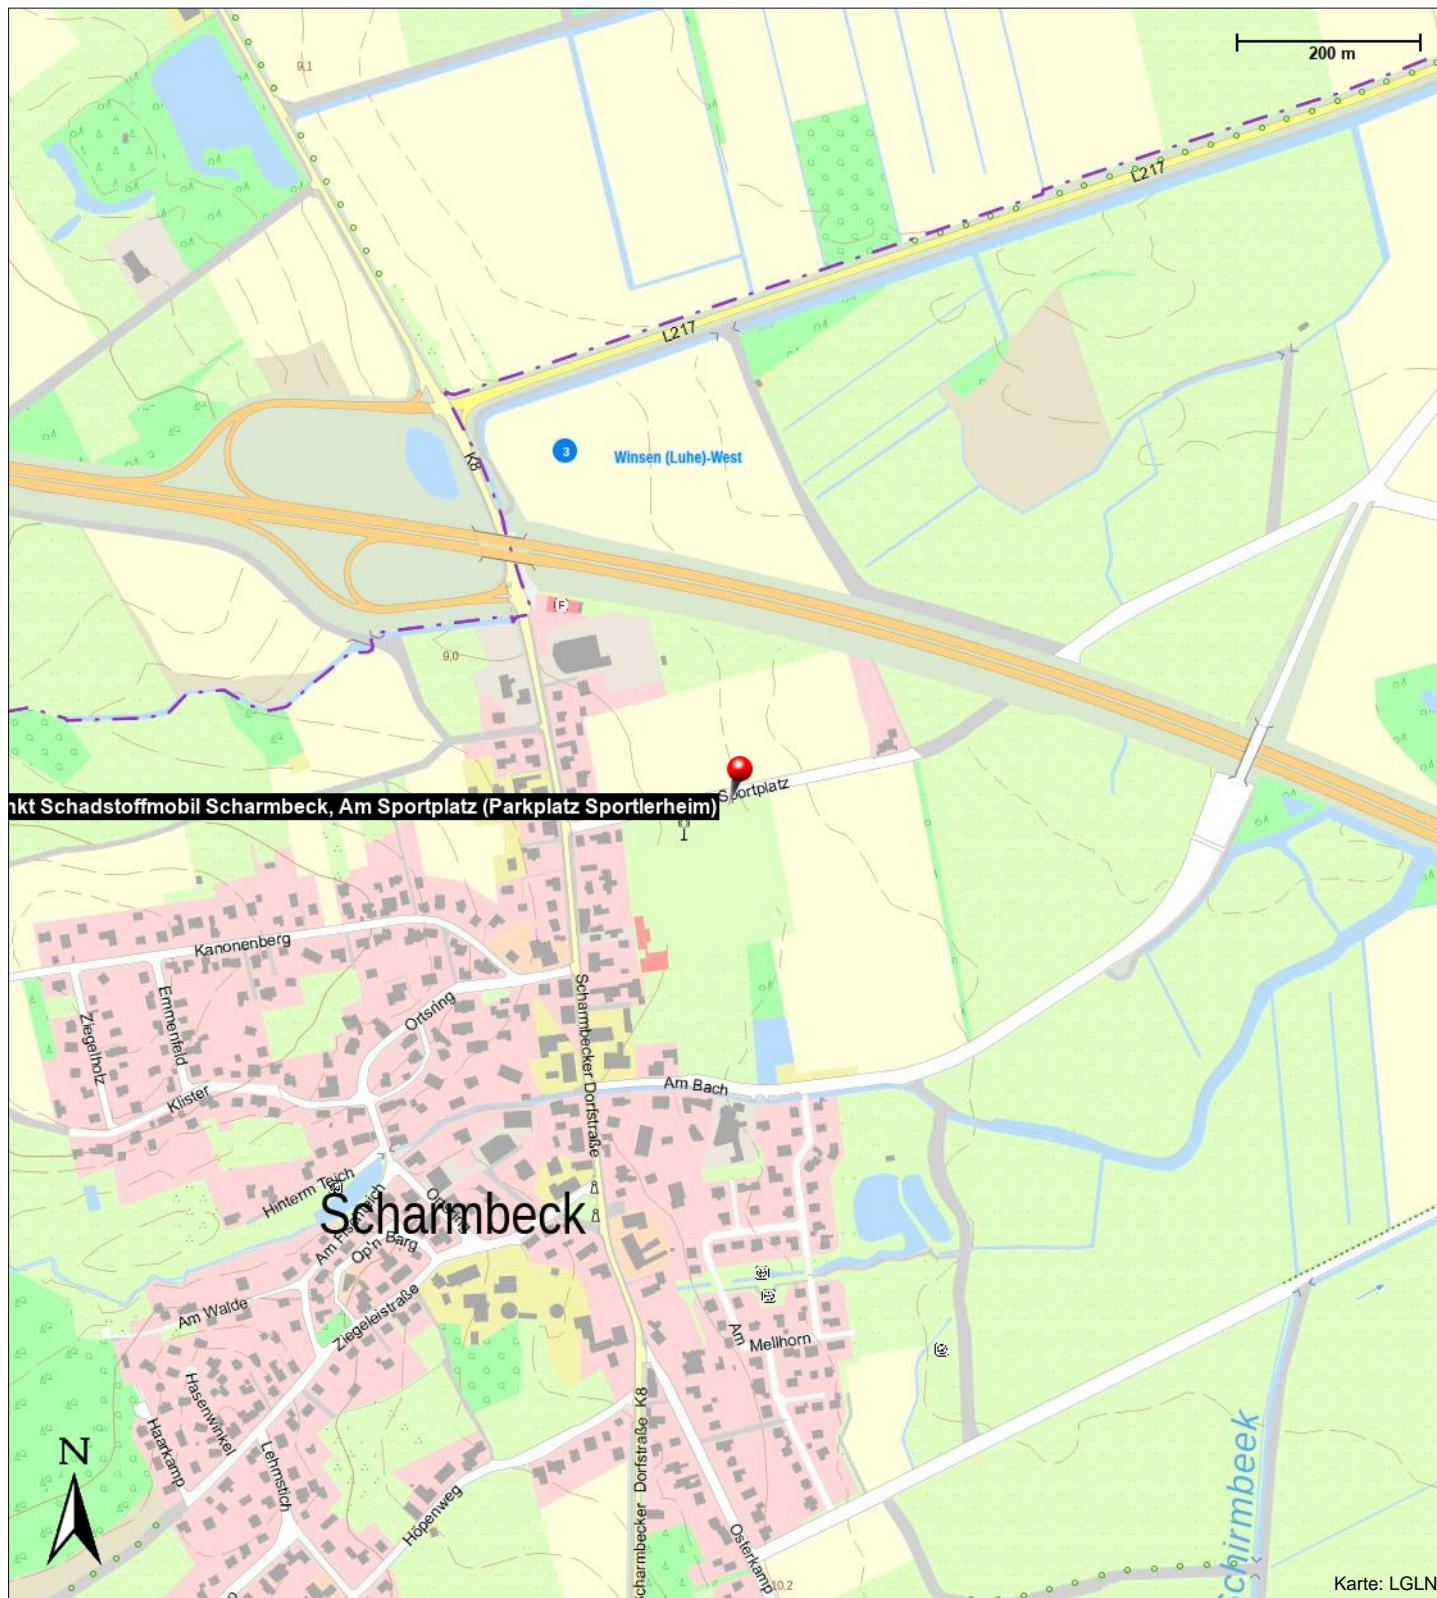 200 m
9,1
L217
L217
K8
3
Winsen (Luhe)-West
F
9,0
Sportplatz
nkt Schadstoffmobil Scharmbeck, Am Sportplatz (Parkplatz Sportlerheim)
Kanonenberg
Ziegelholz
Emmenfeld
Ortsring
Scharmbecker Dorfstraße
Klister
Am Bach
Hinterm Teich
Ortsring
Scharmbeck
Op'n Barg
Am Walde
Ziegeleistraße
Am
Mellhorn
Hasenwinkel
Haarkamp
Lehmstich
Höpenweg
charmbecker Dorfstraße K8
Osterkamp
Schirmbeek
N
10,2
Karte: LGLN